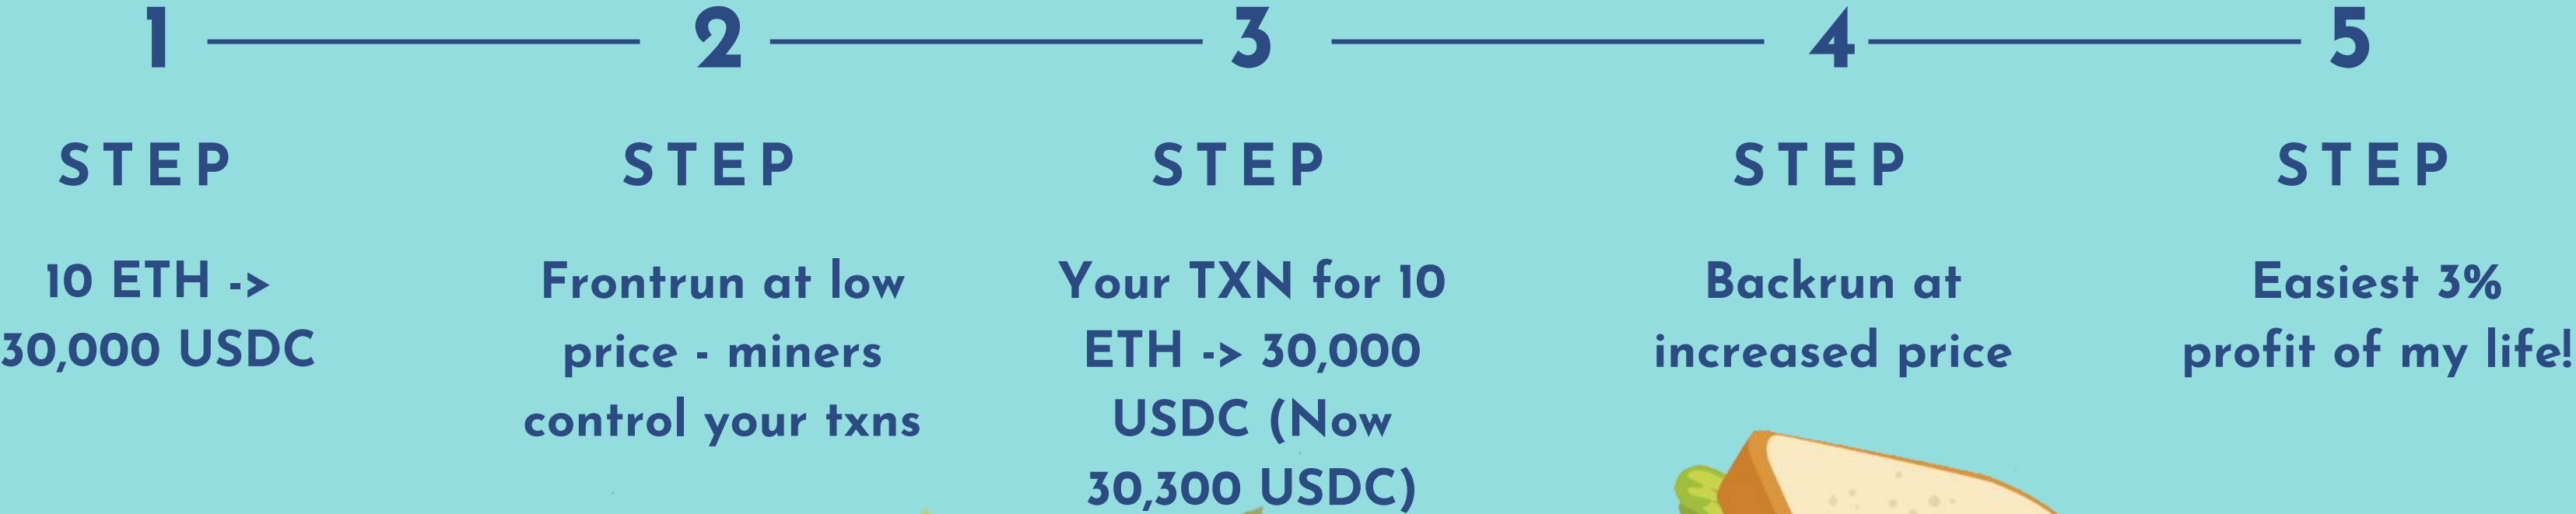 1
2
3
4
5
STEP
STEP
STEP
STEP
STEP
10 ETH ->
30,000 USDC
Frontrun at low
price - miners
control your txns
Your TXN for 10
ETH -> 30,000
USDC (Now
30,300 USDC)
Backrun at
increased price
Easiest 3%
profit of my life!